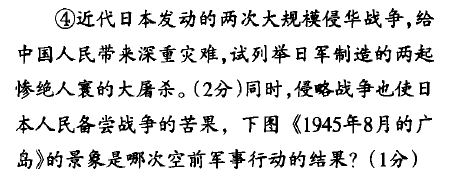 ④近代日本发动的两次大规模侵华战争,给
中国人民带来深重灾难,试列举日军制造的两起
惨绝人寰的大屠杀。(2分)同时,侵略战争也使日
本人民备尝战争的苦果，下图《1945年8月的广
岛》的景象是哪次空前军事行动的结果?（1分）